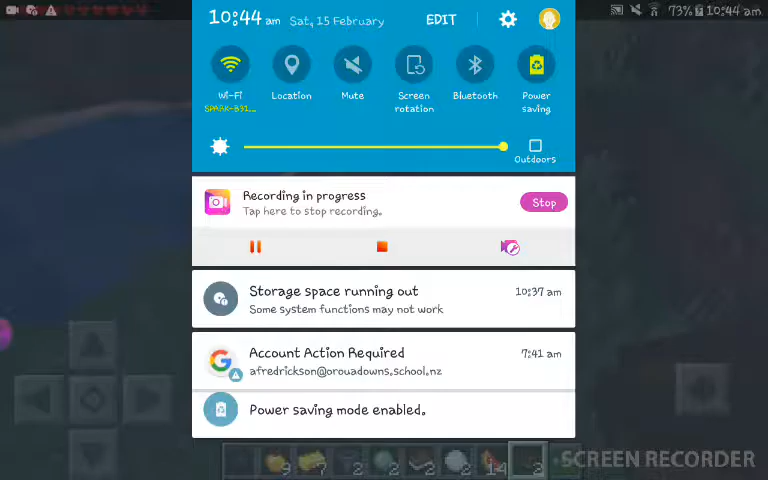 10:44 am Sat, 15 February EDIT
73% 10:44 am
Wi-Fi
SPARK-B31...
Location
Mute
Screen
rotation
Bluetooth
Power
saving
Outdoors
Recording in progress
Tap here to stop recording.
Stop
Storage space running out 10:37 am
Some system functions may not work
Account Action Required 7:41 am
afredrickson@orouadowns.school.nz
Power saving mode enabled.
9 7 2 2 2 2 14 2
SCREEN RECORDER